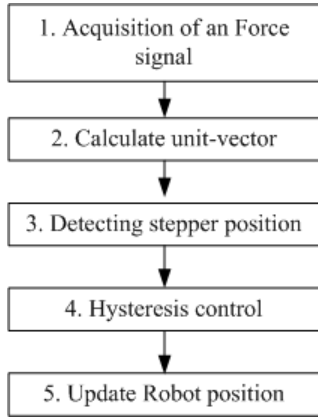 1. Acquisition of an Force
signal
2. Calculate unit-vector
3. Detecting stepper position
4. Hysteresis control
5. Update Robot position